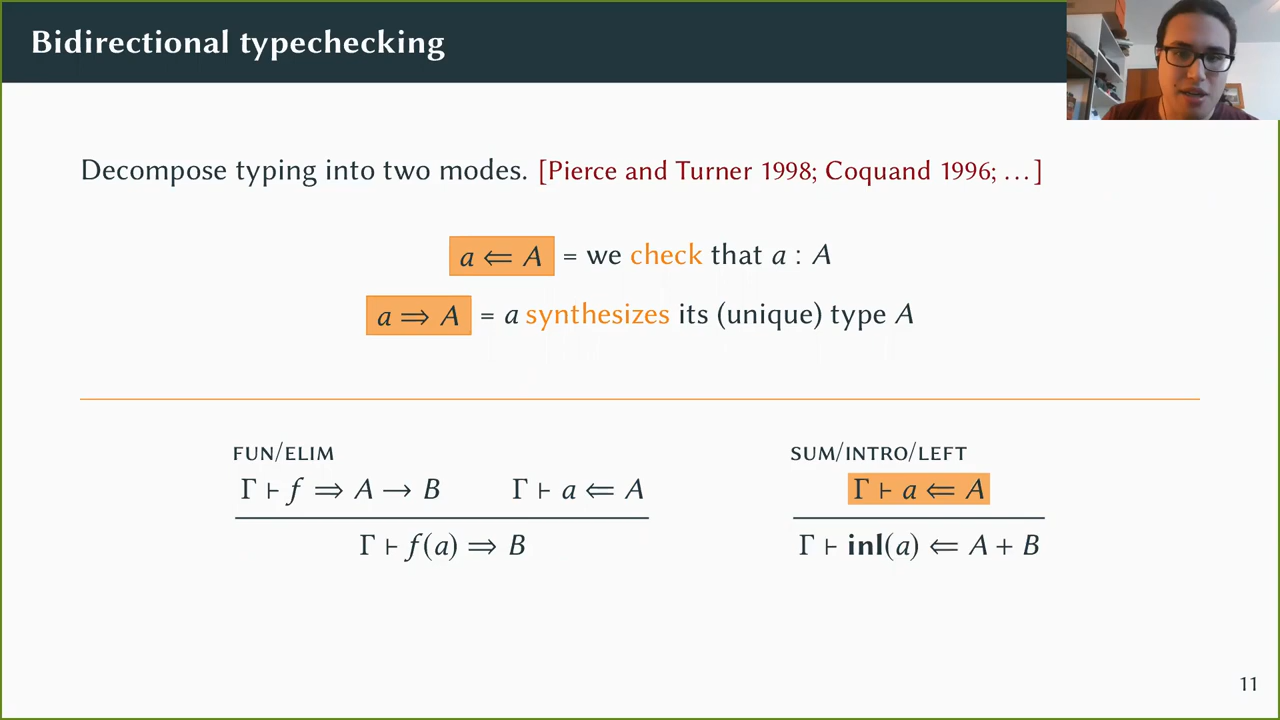 Bidirectional typechecking
Decompose typing into two modes. [Pierce and Turner 1998; Coquand 1996; …]
a ⇐ A = we check that a : A
a ⇒ A = a synthesizes its (unique) type A
FUN/ELIM
Γ ⊢ f ⇒ A → B Γ ⊢ a ⇐ A
Γ ⊢ f(a) ⇒ B
SUM/INTRO/LEFT
Γ ⊢ a ⇐ A
Γ ⊢ inl(a) ⇐ A + B
11